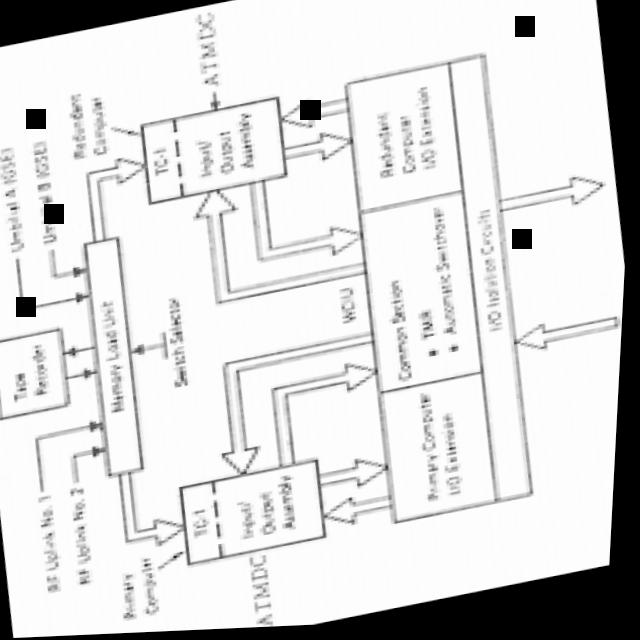 ATMDC
Redundant
Computer
Umbilical A (GSE)
B (GSE)
TC-1
Input/
Output
Assembly
Redundant
Computer
I/O Extension
Memory Load Unit
Switch Selector
Tape
Recorder
WCIU
Common Section
■ TMR
■ Automatic Switchover
I/O Isolation Circuits
RF Uplink No. 1
RF Uplink No. 2
Primary
Computer
TC-1
Input/
Output
Assembly
Primary Computer
I/O Extension
ATMDC